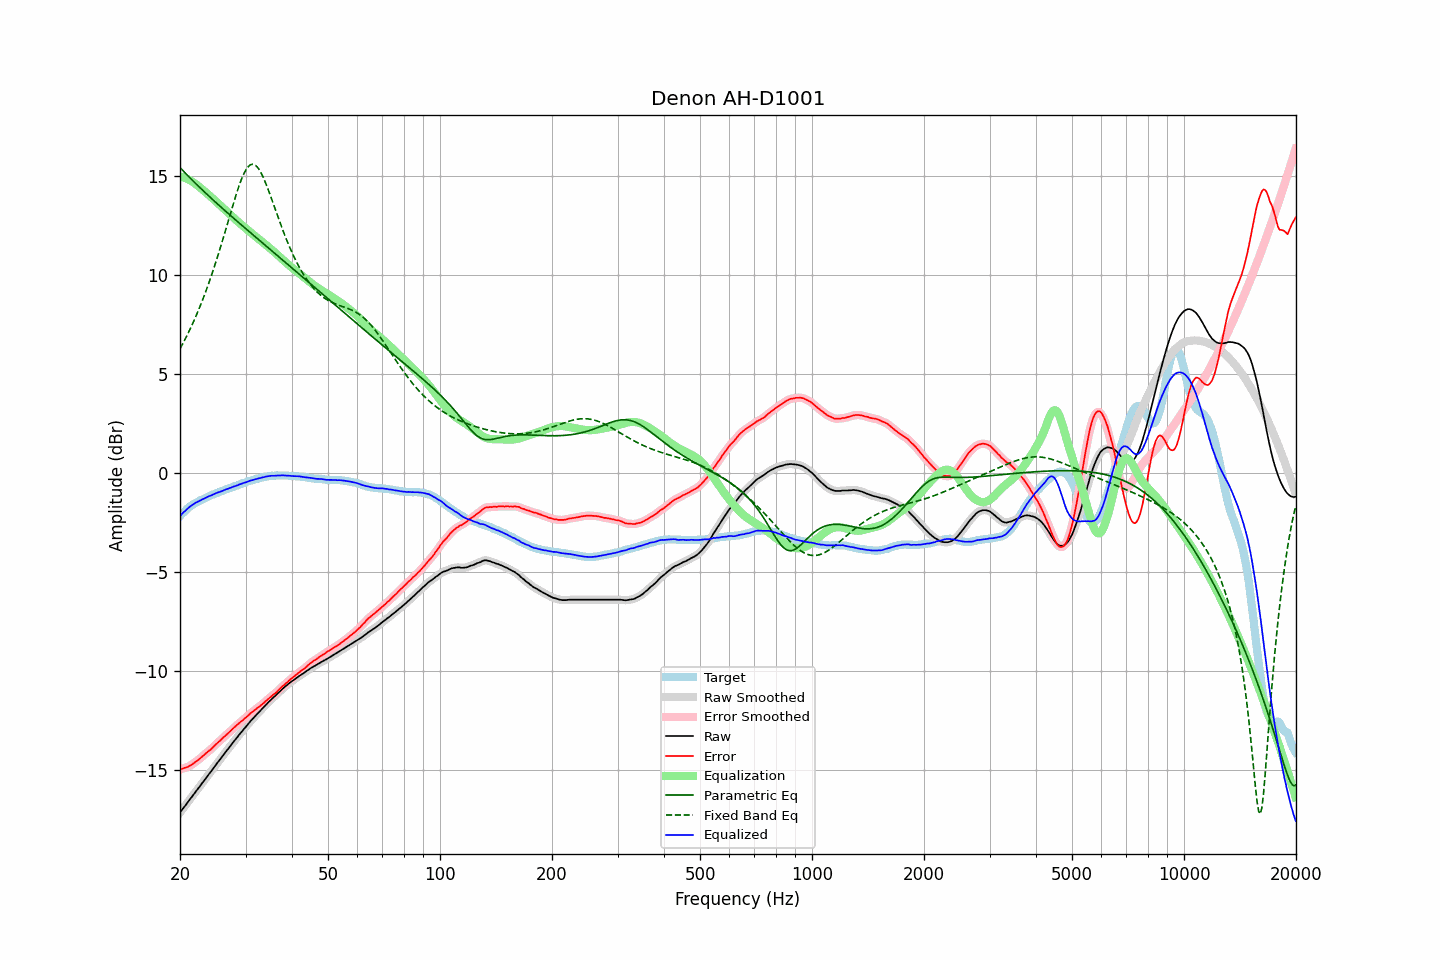 Denon AH-D1001
Amplitude (dBr)
15
10
5
0
−5
−10
−15
Target
Raw Smoothed
Error Smoothed
Raw
Error
Equalization
Parametric Eq
Fixed Band Eq
Equalized
20 50 100 200 500 1000 2000 5000 10000 20000
Frequency (Hz)